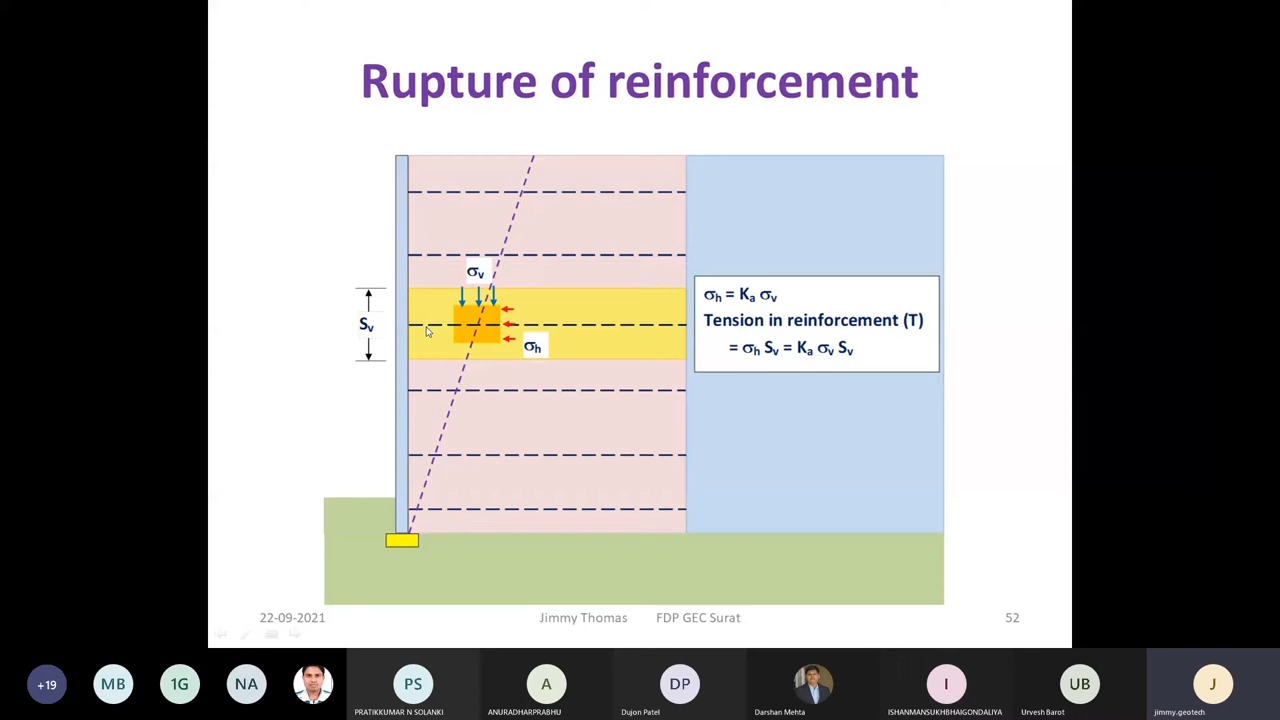 Rupture of reinforcement
σv
Sv
σh
σh = Ka σv
Tension in reinforcement (T)
= σh Sv = Ka σv Sv
22-09-2021
Jimmy Thomas
FDP GEC Surat
52
+19
MB
1G
NA
PS
A
DP
I
UB
J
PRATIKKUMAR N SOLANKI
ANURADHARPRABHU
Dujon Patel
Darshan Mehta
ISHANMANSUKHBHAIGONDALIYA
Urvesh Barot
jimmy.geotech